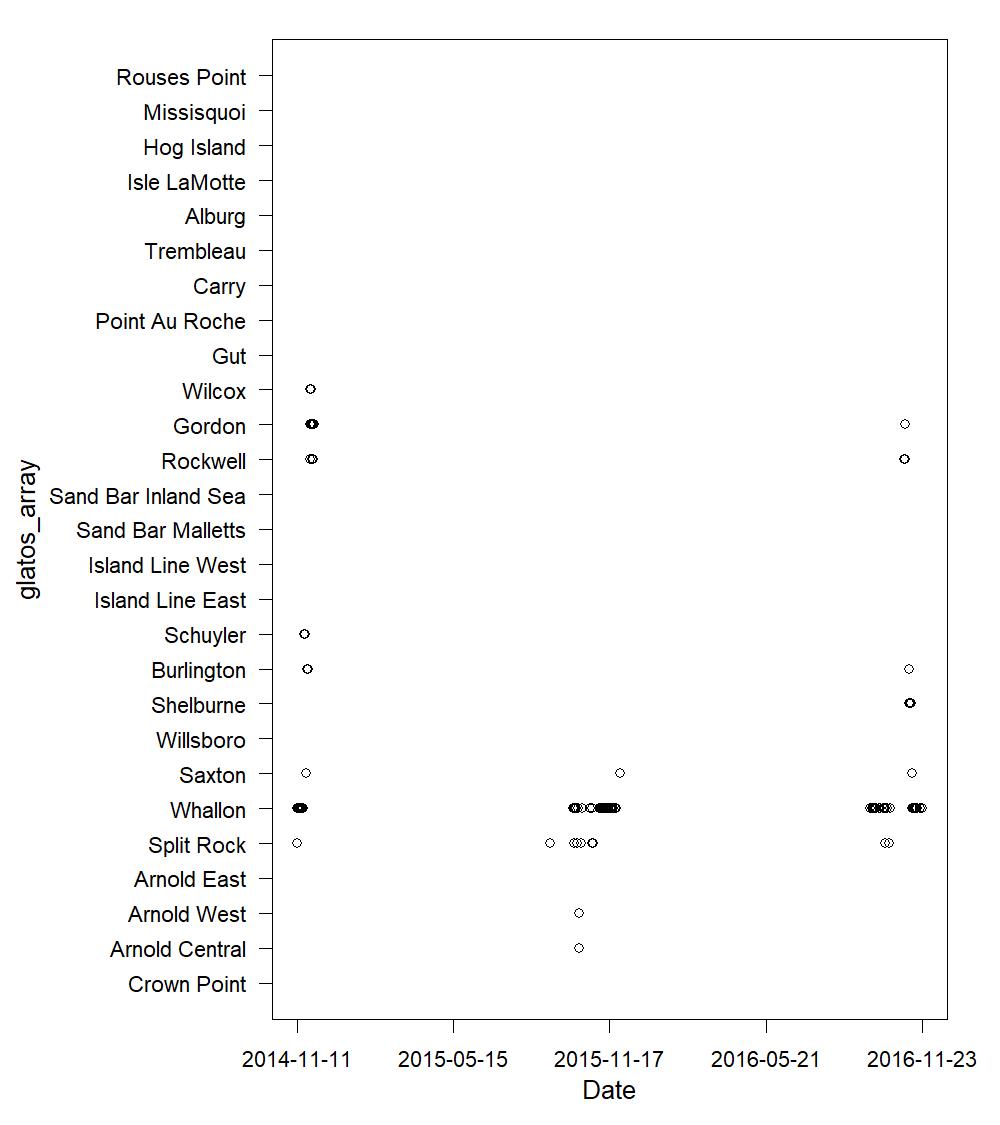 Rouses Point
Missisquoi
Hog Island
Isle LaMotte
Alburg
Trembleau
Carry
Point Au Roche
Gut
Wilcox
Gordon
Rockwell
Sand Bar Inland Sea
Sand Bar Malletts
Island Line West
Island Line East
Schuyler
Burlington
Shelburne
Willsboro
Saxton
Whallon
Split Rock
Arnold East
Arnold West
Arnold Central
Crown Point
glatos_array
2014-11-11 2015-05-15 2015-11-17 2016-05-21 2016-11-23
Date